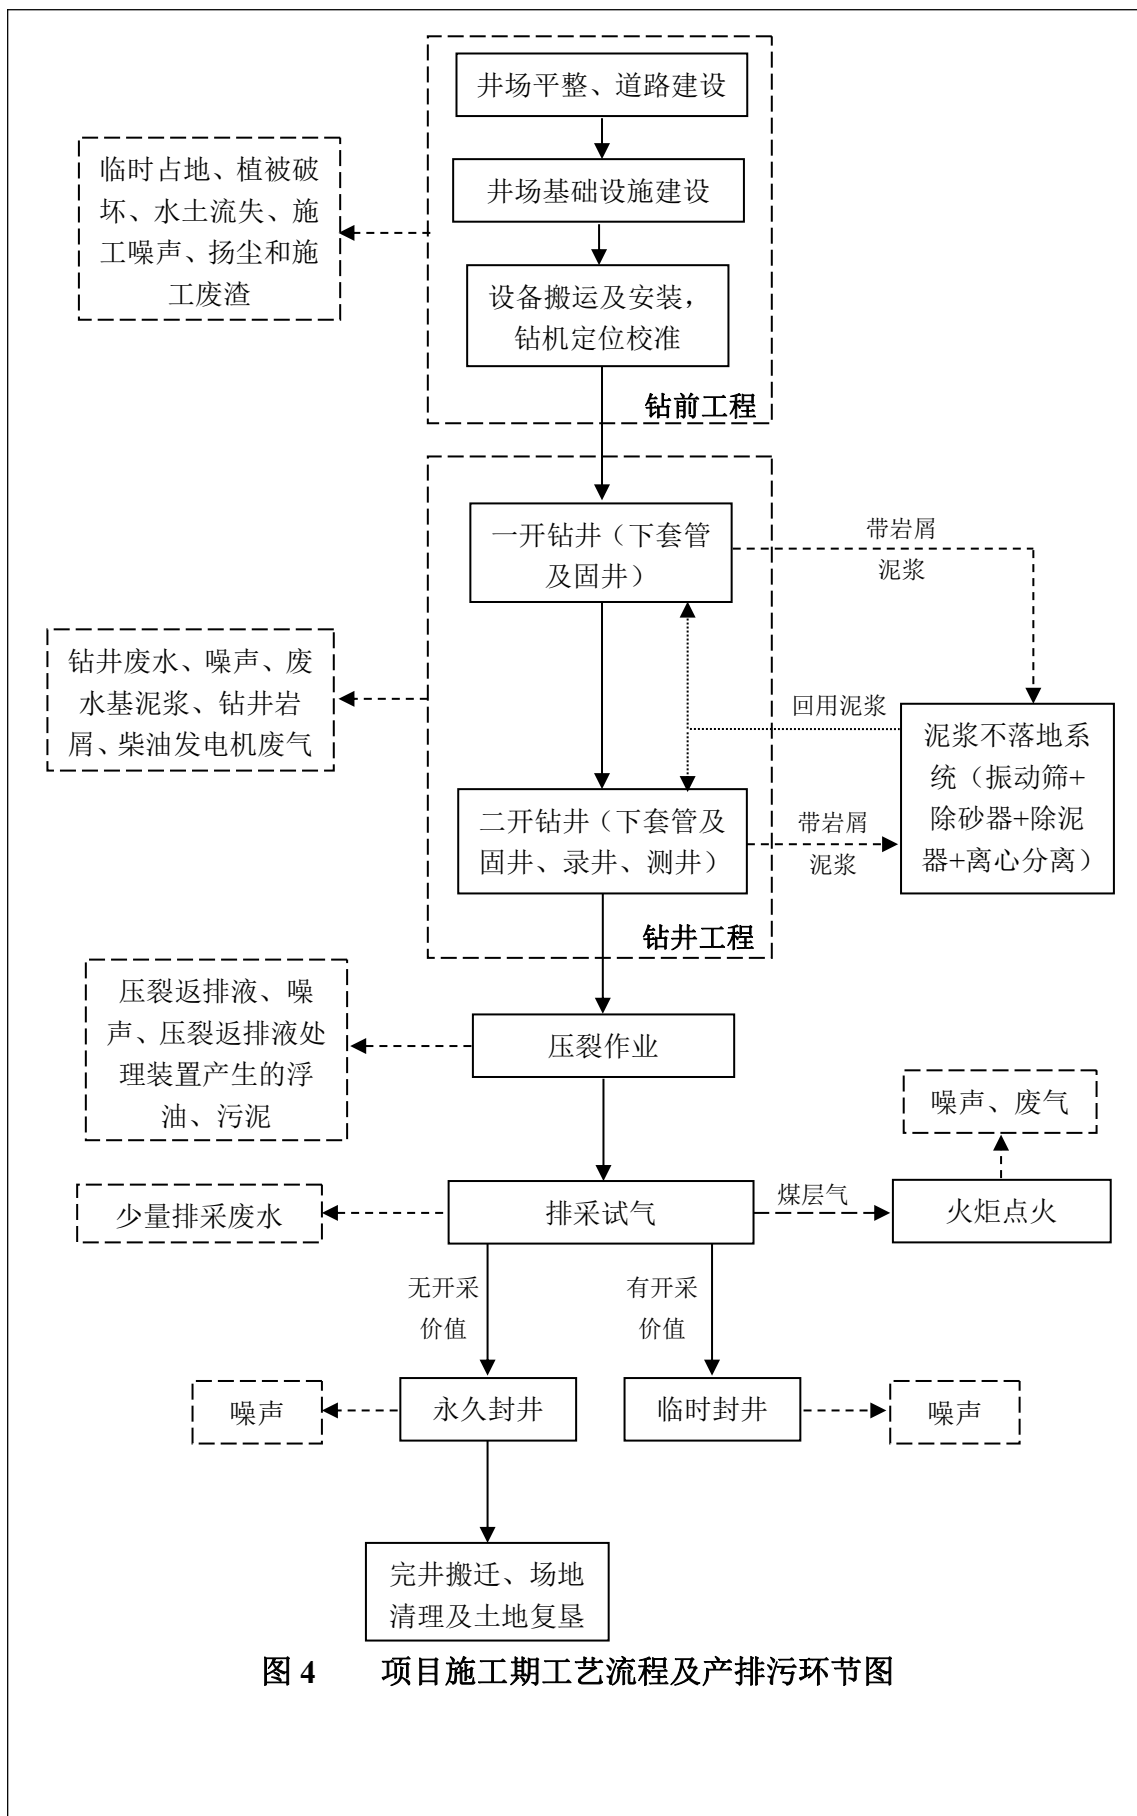 井场平整、道路建设
临时占地、植被破
坏、水土流失、施
工噪声、扬尘和施
工废渣
井场基础设施建设
设备搬运及安装，
钻机定位校准
钻前工程
一开钻井（下套管
及固井）
带岩屑
泥浆
钻井废水、噪声、废
水基泥浆、钻井岩
屑、柴油发电机废气
回用泥浆
泥浆不落地系
统（振动筛+
除砂器+除泥
器+离心分离）
二开钻井（下套管及
固井、录井、测井）
带岩屑
泥浆
钻井工程
压裂返排液、噪
声、压裂返排液处
理装置产生的浮
油、污泥
压裂作业
噪声、废气
少量排采废水
排采试气
煤层气
火炬点火
无开采
价值
有开采
价值
噪声
永久封井
临时封井
噪声
完井搬迁、场地
清理及土地复垦
图 4 项目施工期工艺流程及产排污环节图